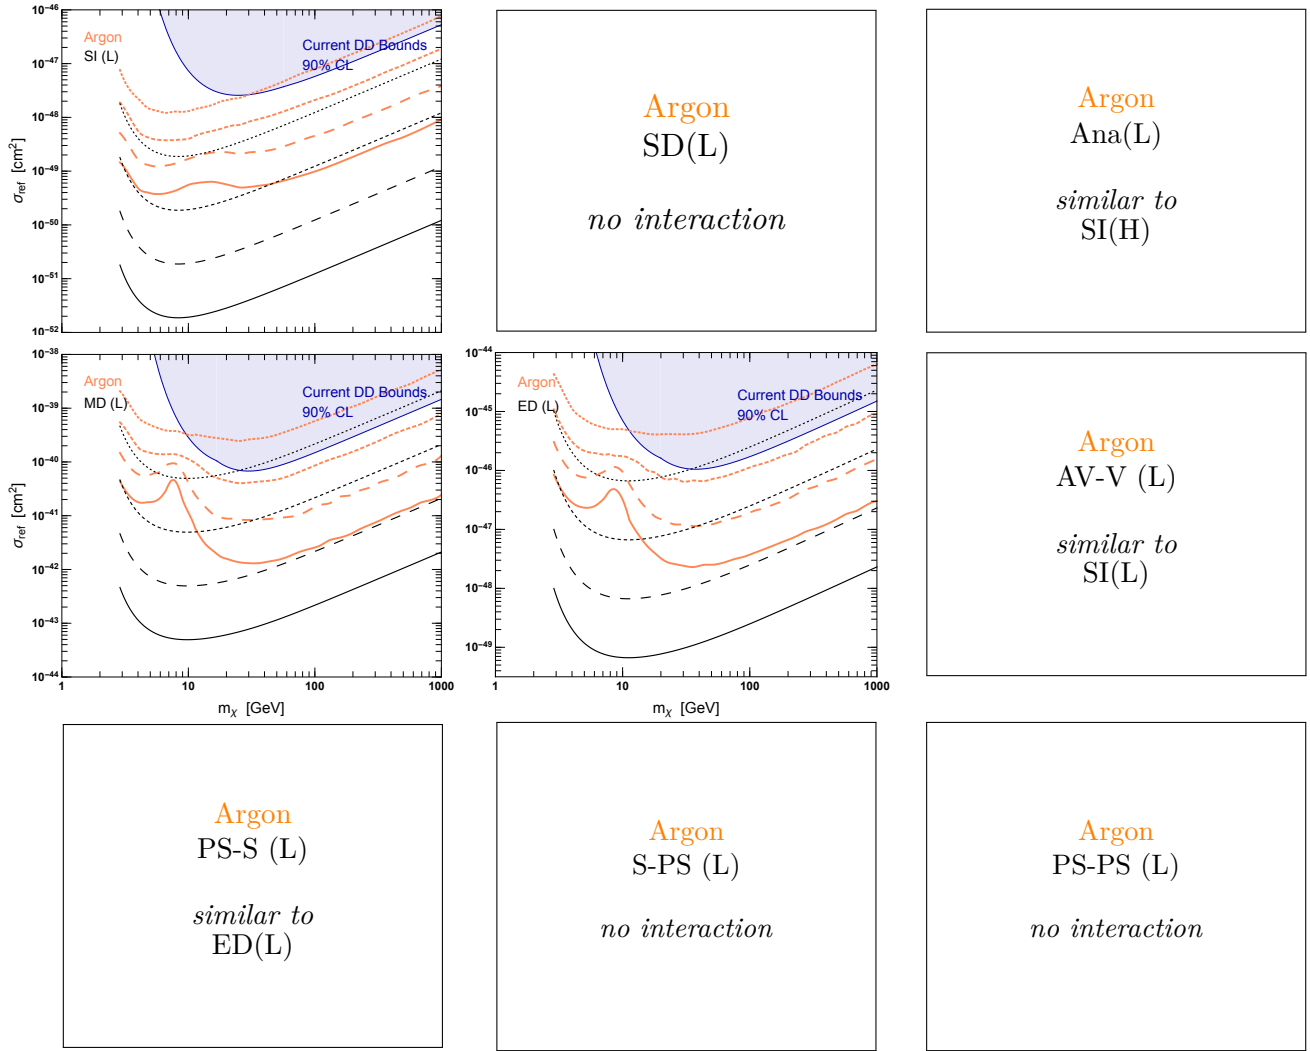 10⁻⁴⁶
10⁻⁴⁷
10⁻⁴⁸
10⁻⁴⁹
10⁻⁵⁰
10⁻⁵¹
10⁻⁵²
σref [cm²]
Argon
SI (L)
Current DD Bounds
90% CL
1
10
100
1000
Argon
SD(L)
no interaction
Argon
Ana(L)
similar to
SI(H)
10⁻³⁸
10⁻³⁹
10⁻⁴⁰
10⁻⁴¹
10⁻⁴²
10⁻⁴³
10⁻⁴⁴
σref [cm²]
Argon
MD (L)
Current DD Bounds
90% CL
1
10
100
1000
mχ [GeV]
10⁻⁴⁴
10⁻⁴⁵
10⁻⁴⁶
10⁻⁴⁷
10⁻⁴⁸
10⁻⁴⁹
Argon
ED (L)
Current DD Bounds
90% CL
1
10
100
1000
mχ [GeV]
Argon
AV-V (L)
similar to
SI(L)
Argon
PS-S (L)
similar to
ED(L)
Argon
S-PS (L)
no interaction
Argon
PS-PS (L)
no interaction